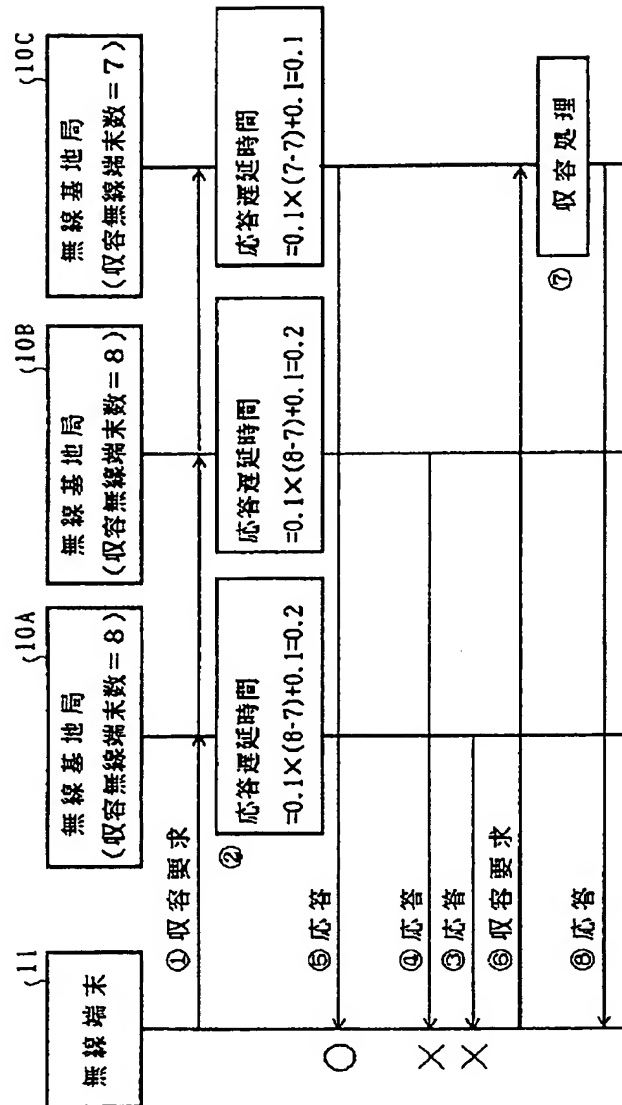 11
無線端末
10A
無線基地局
(収容無線端末数=8)
10B
無線基地局
(収容無線端末数=8)
10C
無線基地局
(収容無線端末数=7)
①収容要求
②
応答遅延時間
=0.1×(8-7)+0.1=0.2
応答遅延時間
=0.1×(8-7)+0.1=0.2
応答遅延時間
=0.1×(7-7)+0.1=0.1
○
⑤応答
×
④応答
×
③応答
⑥収容要求
⑦
収容処理
⑧応答